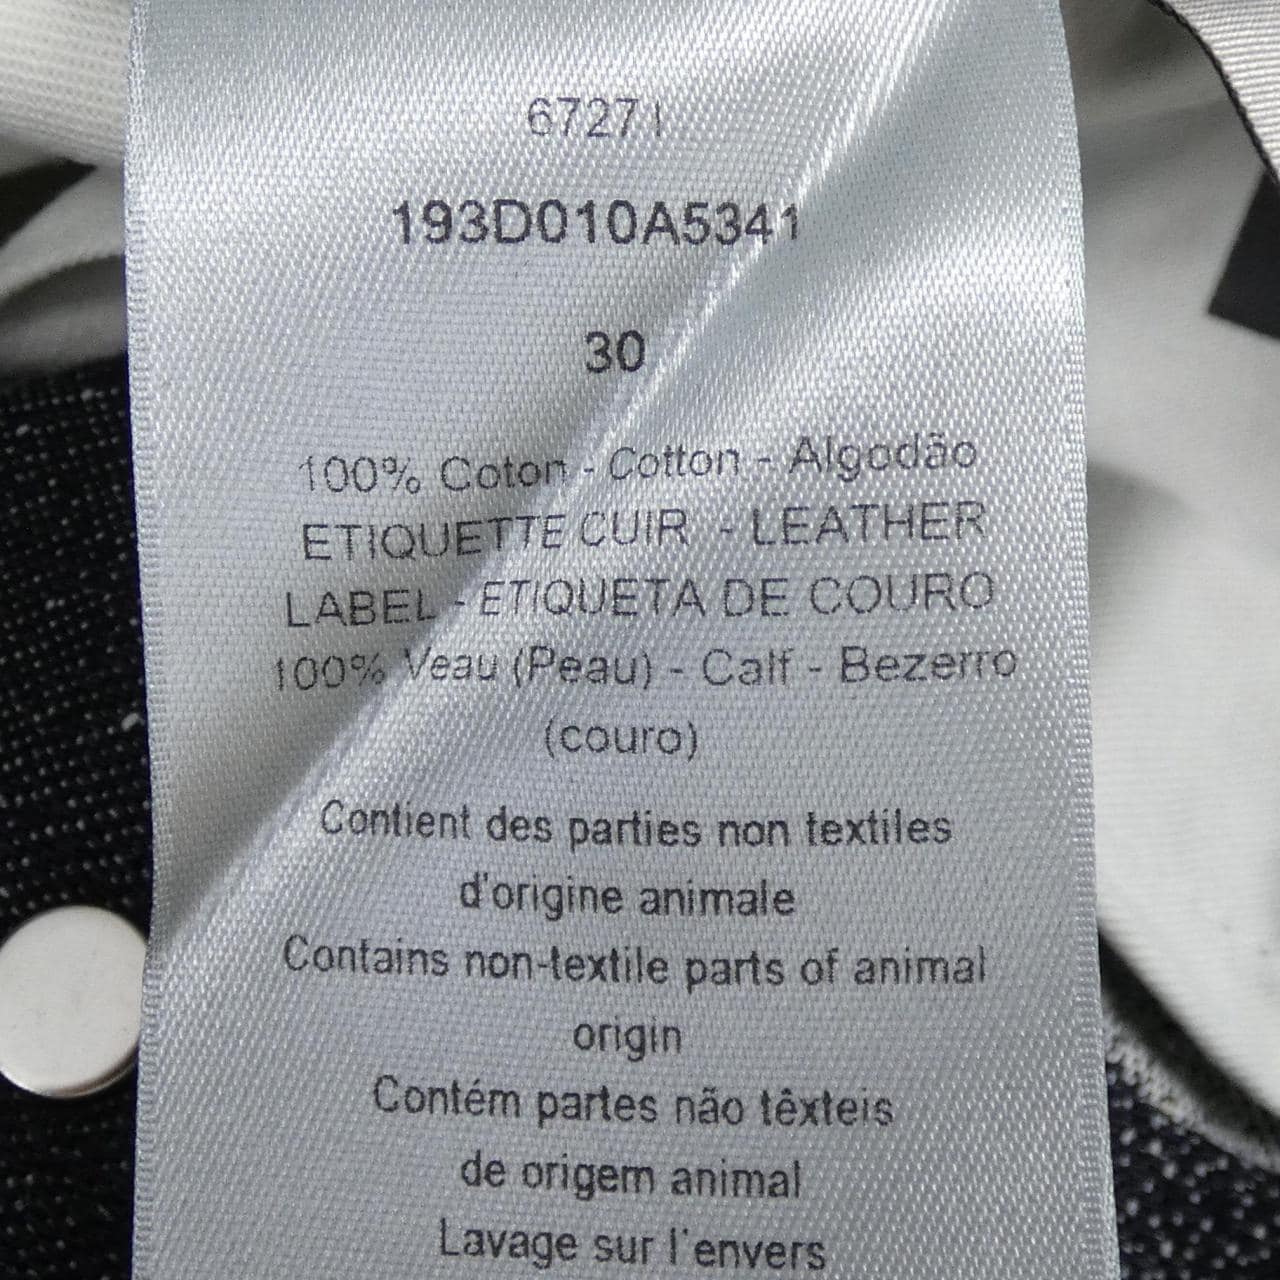 67271
193D010A5341
30
100% Coton - Cotton - Algodão
ETIQUETTE CUIR - LEATHER
LABEL - ETIQUETA DE COURO
100% Veau (Peau) - Calf - Bezerro
(couro)
Contient des parties non textiles
d'origine animale
Contains non-textile parts of animal
origin
Contém partes não têxteis
de origem animal
Lavage sur l'envers